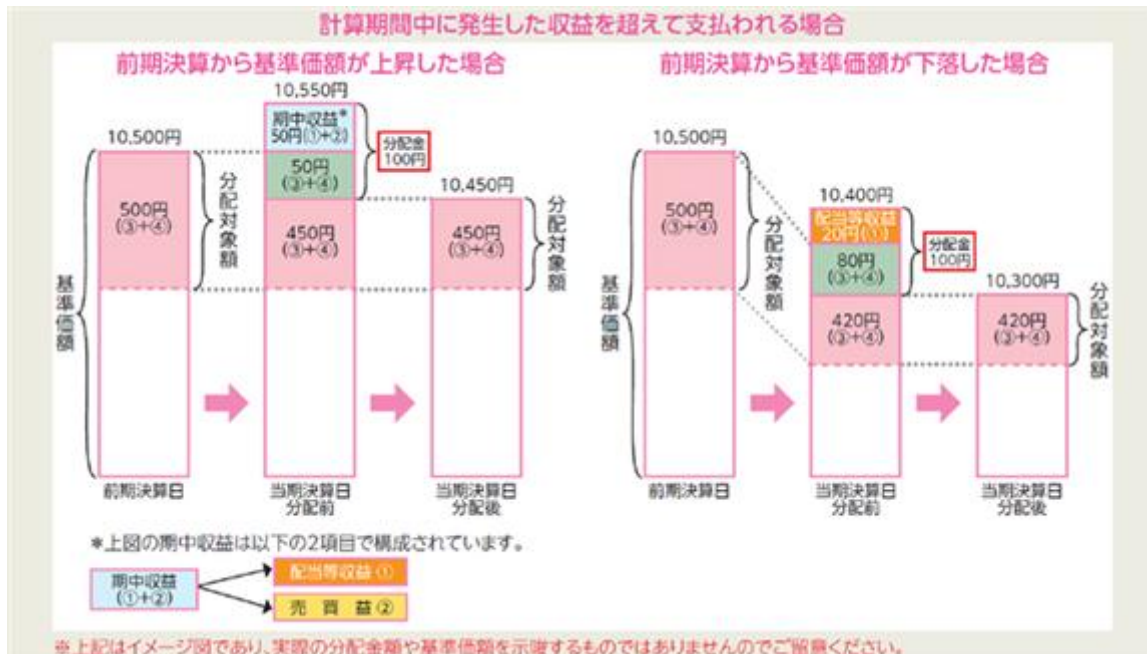 計算期間中に発生した収益を超えて支払われる場合
前期決算から基準価額が上昇した場合
10,550円
10,500円
期中収益*
50円(①+②)
分配金
100円
50円
(③+④)
10,450円
500円
(③+④)
分配対象額
450円
(③+④)
450円
(③+④)
分配対象額
基準価額
前期決算日
当期決算日
分配前
当期決算日
分配後
前期決算から基準価額が下落した場合
10,500円
10,400円
500円
(③+④)
分配対象額
配当等収益
20円(①)
分配金
100円
80円
(③+④)
10,300円
420円
(③+④)
420円
(③+④)
分配対象額
基準価額
前期決算日
当期決算日
分配前
当期決算日
分配後
*上図の期中収益は以下の2項目で構成されています。
期中収益
(①+②)
配当等収益①
売買益②
※上記はイメージ図であり、実際の分配金額や基準価額を示唆するものではありませんのでご留意ください。